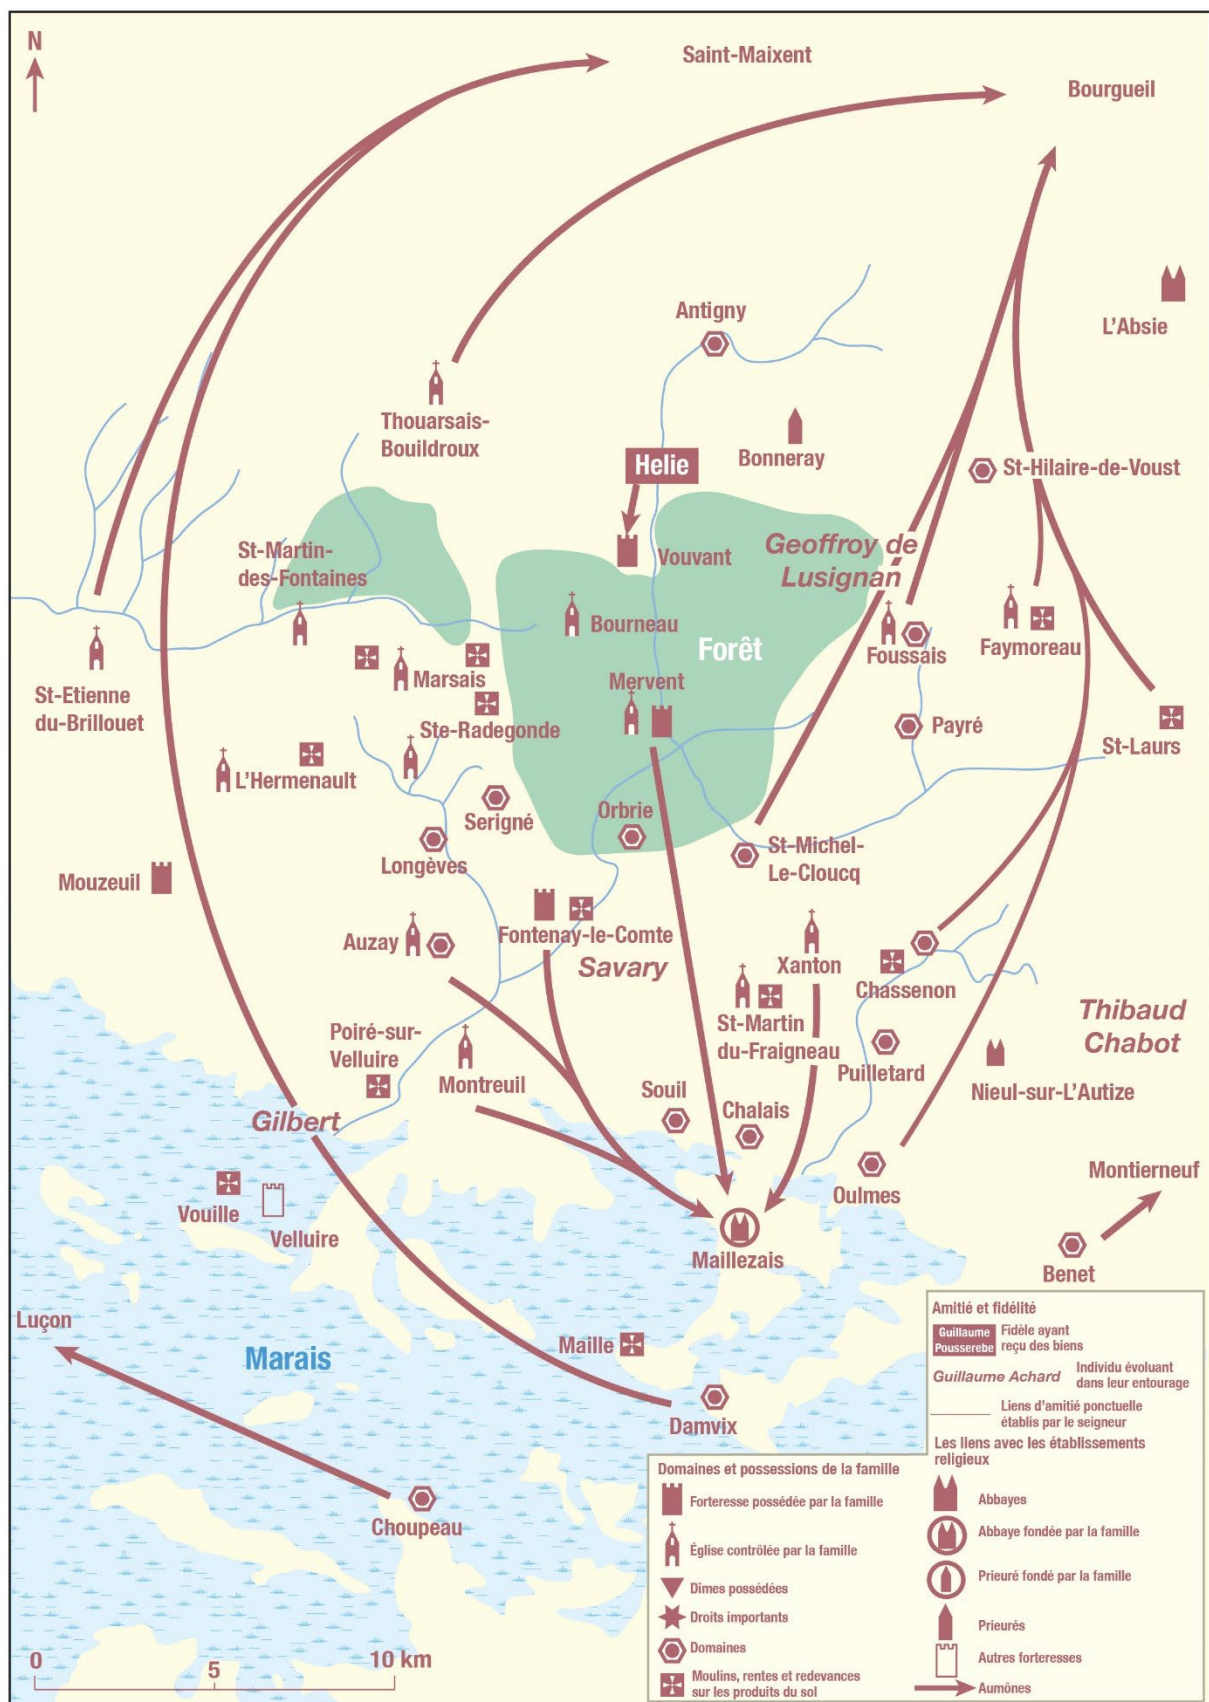 N
Saint-Maixent
Bourgueil
L'Absie
Antigny
Thouarsais-
Bouildroux
Bonneray
Helie
St-Hilaire-de-Voust
Vouvant
Geoffroy de
Lusignan
St-Martin-
des-Fontaines
Bourneau
Forêt
Foussais
Faymoreau
St-Etienne
du-Brillouet
Marsais
Mervent
Ste-Radegonde
Payré
St-Laurs
L'Hermenault
Serigné
Orbrie
Longèves
St-Michel-
Le-Cloucq
Mouzeuil
Auzay
Fontenay-le-Comte
Savary
Xanton
Chassenon
St-Martin
du-Fraigneau
Thibaud
Chabot
Poiré-sur-
Velluire
Montreuil
Puilletard
Nieul-sur-L'Autize
Gilbert
Souil
Chalais
Oulmes
Montierneuf
Vouille
Velluire
Maillezais
Benet
Luçon
Marais
Maille
Damvix
Choupeau
0
5
10 km
Amitié et fidélité
Guillaume
Pousserebe
Fidèle ayant
reçu des biens
Guillaume Achard
Individu évoluant
dans leur entourage
Liens d'amitié ponctuelle
établis par le seigneur
Les liens avec les établissements
religieux
Abbayes
Abbaye fondée par la famille
Prieuré fondé par la famille
Prieurés
Autres forteresses
Aumônes
Domaines et possessions de la famille
Forteresse possédée par la famille
Église contrôlée par la famille
Dîmes possédées
Droits importants
Domaines
Moulins, rentes et redevances
sur les produits du sol